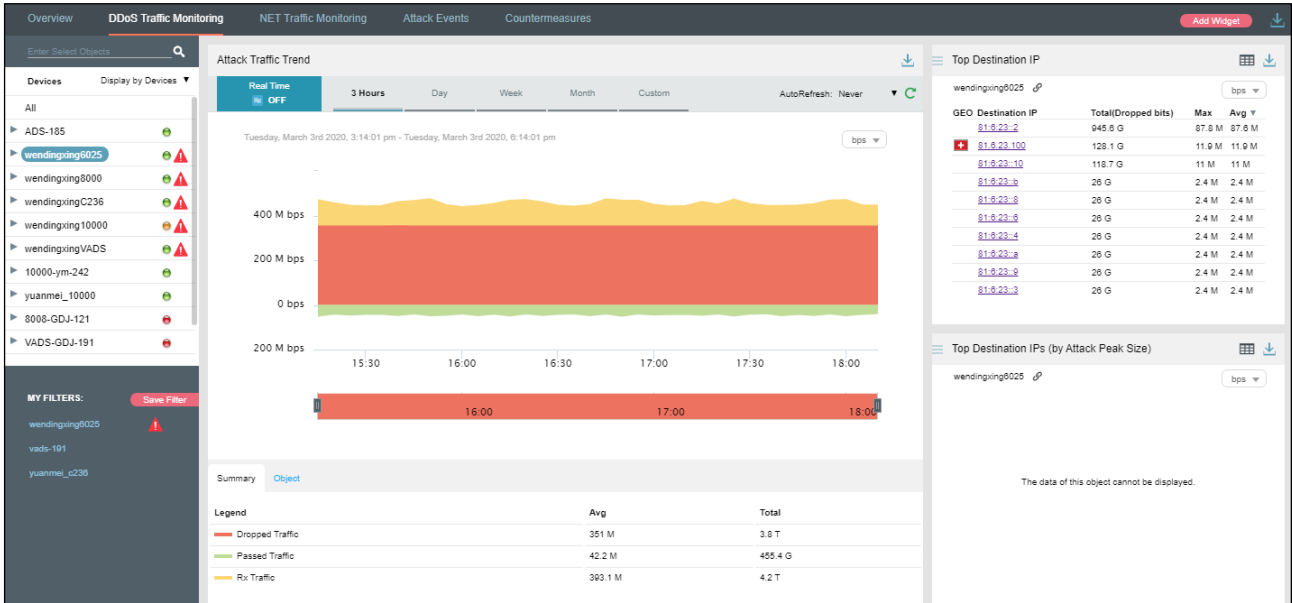 Overview DDoS Traffic Monitoring NET Traffic Monitoring Attack Events Countermeasures Add Widget
Enter Select Objects
Devices Display by Devices
All
ADS-185
wendingxing6025
wendingxing8000
wendingxingC236
wendingxing10000
wendingxingVADS
10000-ym-242
yuanmei_10000
8008-GDJ-121
VADS-GDJ-191
MY FILTERS: Save Filter
wendingxing6025
vads-191
yuanmei_c236
Attack Traffic Trend
Real Time
OFF
3 Hours Day Week Month Custom AutoRefresh: Never
Tuesday, March 3rd 2020, 3:14:01 pm - Tuesday, March 3rd 2020, 6:14:01 pm bps
400 M bps
200 M bps
0 bps
200 M bps
15:30 16:00 16:30 17:00 17:30 18:00
16:00 17:00 18:00
Summary Object
Legend Avg Total
Dropped Traffic 351 M 3.8 T
Passed Traffic 42.2 M 455.4 G
Rx Traffic 393.1 M 4.2 T
Top Destination IP
wendingxing6025 bps
GEO Destination IP Total(Dropped bits) Max Avg
81:6:23::2 945.6 G 87.8 M 87.6 M
81.6.23.100 128.1 G 11.9 M 11.9 M
81:6:23::10 118.7 G 11 M 11 M
81:6:23::b 26 G 2.4 M 2.4 M
81:6:23::8 26 G 2.4 M 2.4 M
81:6:23::6 26 G 2.4 M 2.4 M
81:6:23::4 26 G 2.4 M 2.4 M
81:6:23::a 26 G 2.4 M 2.4 M
81:6:23::9 26 G 2.4 M 2.4 M
81:6:23::3 26 G 2.4 M 2.4 M
Top Destination IPs (by Attack Peak Size)
wendingxing6025 bps
The data of this object cannot be displayed.